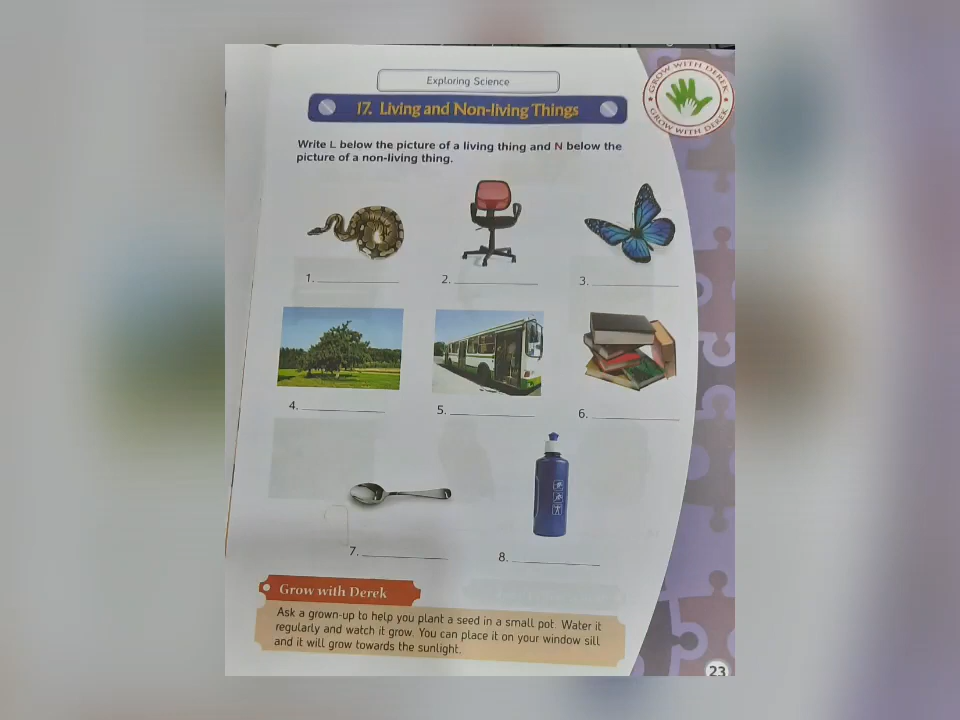 Exploring Science
17. Living and Non-living Things
GROW WITH DEREK
GROW WITH DEREK
Write L below the picture of a living thing and N below the
picture of a non-living thing.
1. 2. 3.
4. 5. 6.
7. 8.
Grow with Derek
Ask a grown-up to help you plant a seed in a small pot. Water it
regularly and watch it grow. You can place it on your window sill
and it will grow towards the sunlight.
23